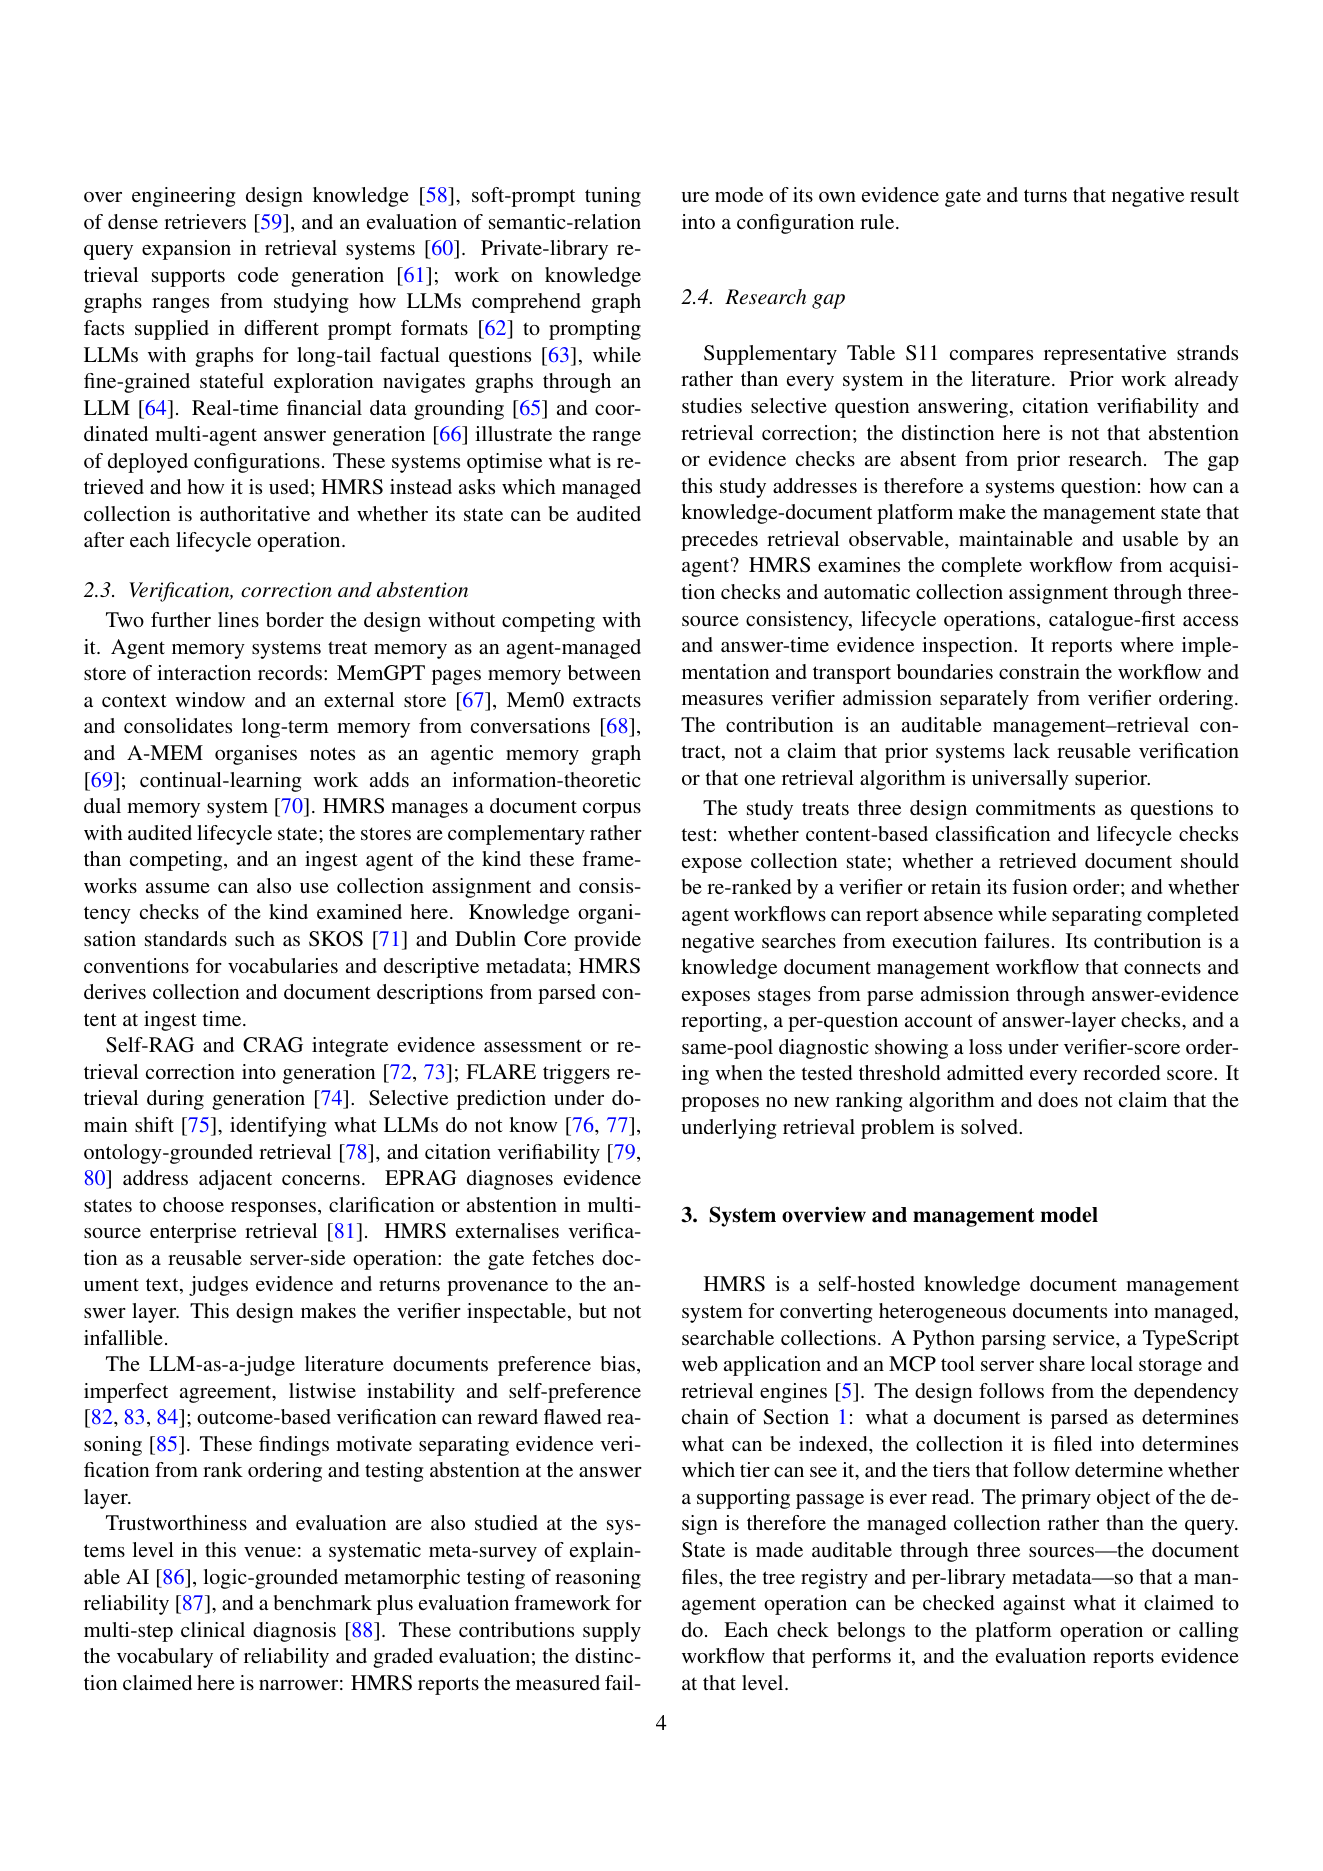 over engineering design knowledge [58], soft-prompt tuning
of dense retrievers [59], and an evaluation of semantic-relation
query expansion in retrieval systems [60]. Private-library re-
trieval supports code generation [61]; work on knowledge
graphs ranges from studying how LLMs comprehend graph
facts supplied in different prompt formats [62] to prompting
LLMs with graphs for long-tail factual questions [63], while
fine-grained stateful exploration navigates graphs through an
LLM [64]. Real-time financial data grounding [65] and coor-
dinated multi-agent answer generation [66] illustrate the range
of deployed configurations. These systems optimise what is re-
trieved and how it is used; HMRS instead asks which managed
collection is authoritative and whether its state can be audited
after each lifecycle operation.
2.3. Verification, correction and abstention
Two further lines border the design without competing with
it. Agent memory systems treat memory as an agent-managed
store of interaction records: MemGPT pages memory between
a context window and an external store [67], Mem0 extracts
and consolidates long-term memory from conversations [68],
and A-MEM organises notes as an agentic memory graph
[69]; continual-learning work adds an information-theoretic
dual memory system [70]. HMRS manages a document corpus
with audited lifecycle state; the stores are complementary rather
than competing, and an ingest agent of the kind these frame-
works assume can also use collection assignment and consis-
tency checks of the kind examined here. Knowledge organi-
sation standards such as SKOS [71] and Dublin Core provide
conventions for vocabularies and descriptive metadata; HMRS
derives collection and document descriptions from parsed con-
tent at ingest time.
Self-RAG and CRAG integrate evidence assessment or re-
trieval correction into generation [72, 73]; FLARE triggers re-
trieval during generation [74]. Selective prediction under do-
main shift [75], identifying what LLMs do not know [76, 77],
ontology-grounded retrieval [78], and citation verifiability [79,
80] address adjacent concerns. EPRAG diagnoses evidence
states to choose responses, clarification or abstention in multi-
source enterprise retrieval [81]. HMRS externalises verifica-
tion as a reusable server-side operation: the gate fetches doc-
ument text, judges evidence and returns provenance to the an-
swer layer. This design makes the verifier inspectable, but not
infallible.
The LLM-as-a-judge literature documents preference bias,
imperfect agreement, listwise instability and self-preference
[82, 83, 84]; outcome-based verification can reward flawed rea-
soning [85]. These findings motivate separating evidence veri-
fication from rank ordering and testing abstention at the answer
layer.
Trustworthiness and evaluation are also studied at the sys-
tems level in this venue: a systematic meta-survey of explain-
able AI [86], logic-grounded metamorphic testing of reasoning
reliability [87], and a benchmark plus evaluation framework for
multi-step clinical diagnosis [88]. These contributions supply
the vocabulary of reliability and graded evaluation; the distinc-
tion claimed here is narrower: HMRS reports the measured fail-
ure mode of its own evidence gate and turns that negative result
into a configuration rule.
2.4. Research gap
Supplementary Table S11 compares representative strands
rather than every system in the literature. Prior work already
studies selective question answering, citation verifiability and
retrieval correction; the distinction here is not that abstention
or evidence checks are absent from prior research. The gap
this study addresses is therefore a systems question: how can a
knowledge-document platform make the management state that
precedes retrieval observable, maintainable and usable by an
agent? HMRS examines the complete workflow from acquisi-
tion checks and automatic collection assignment through three-
source consistency, lifecycle operations, catalogue-first access
and answer-time evidence inspection. It reports where imple-
mentation and transport boundaries constrain the workflow and
measures verifier admission separately from verifier ordering.
The contribution is an auditable management–retrieval con-
tract, not a claim that prior systems lack reusable verification
or that one retrieval algorithm is universally superior.
The study treats three design commitments as questions to
test: whether content-based classification and lifecycle checks
expose collection state; whether a retrieved document should
be re-ranked by a verifier or retain its fusion order; and whether
agent workflows can report absence while separating completed
negative searches from execution failures. Its contribution is a
knowledge document management workflow that connects and
exposes stages from parse admission through answer-evidence
reporting, a per-question account of answer-layer checks, and a
same-pool diagnostic showing a loss under verifier-score order-
ing when the tested threshold admitted every recorded score. It
proposes no new ranking algorithm and does not claim that the
underlying retrieval problem is solved.
3. System overview and management model
HMRS is a self-hosted knowledge document management
system for converting heterogeneous documents into managed,
searchable collections. A Python parsing service, a TypeScript
web application and an MCP tool server share local storage and
retrieval engines [5]. The design follows from the dependency
chain of Section 1: what a document is parsed as determines
what can be indexed, the collection it is filed into determines
which tier can see it, and the tiers that follow determine whether
a supporting passage is ever read. The primary object of the de-
sign is therefore the managed collection rather than the query.
State is made auditable through three sources—the document
files, the tree registry and per-library metadata—so that a man-
agement operation can be checked against what it claimed to
do. Each check belongs to the platform operation or calling
workflow that performs it, and the evaluation reports evidence
at that level.
4